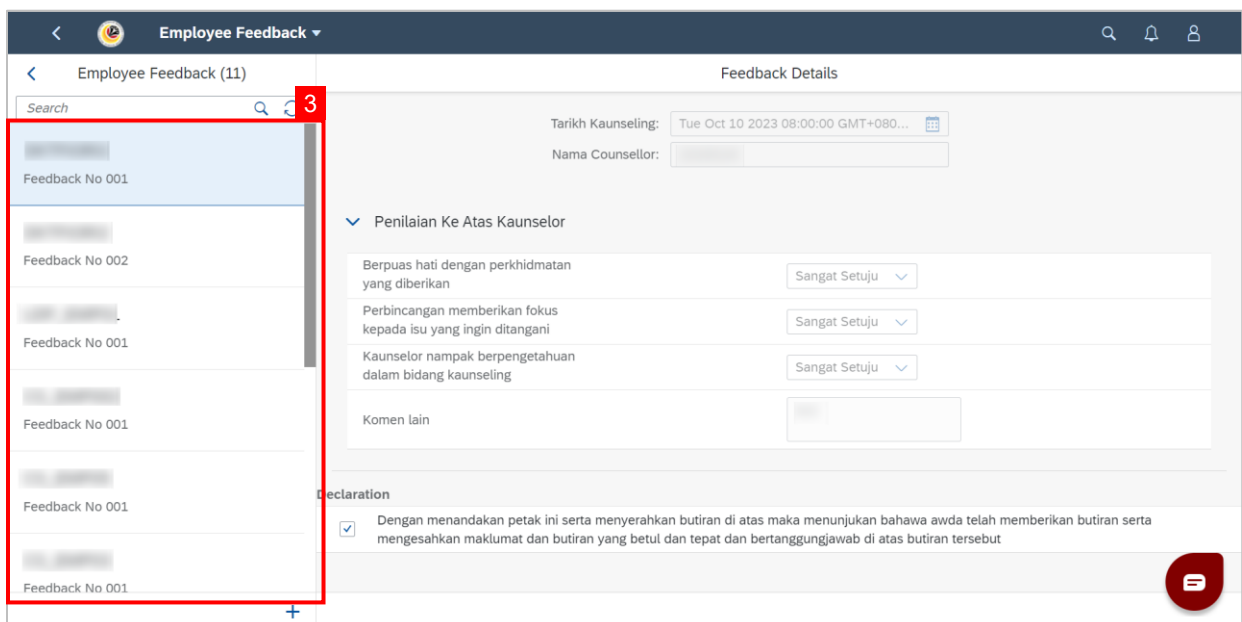 Employee Feedback
Employee Feedback (11)
Feedback Details
Search
3
Feedback No 001
Feedback No 002
Feedback No 001
Feedback No 001
Feedback No 001
Feedback No 001
Tarikh Kaunseling: Tue Oct 10 2023 08:00:00 GMT+080...
Nama Counsellor:
Penilaian Ke Atas Kaunselor
Berpuas hati dengan perkhidmatan
yang diberikan
Sangat Setuju
Perbincangan memberikan fokus
kepada isu yang ingin ditangani
Sangat Setuju
Kaunselor nampak berpengetahuan
dalam bidang kaunseling
Sangat Setuju
Komen lain
Declaration
Dengan menandakan petak ini serta menyerahkan butiran di atas maka menunjukan bahawa awda telah memberikan butiran serta
mengesahkan maklumat dan butiran yang betul dan tepat dan bertanggungjawab di atas butiran tersebut